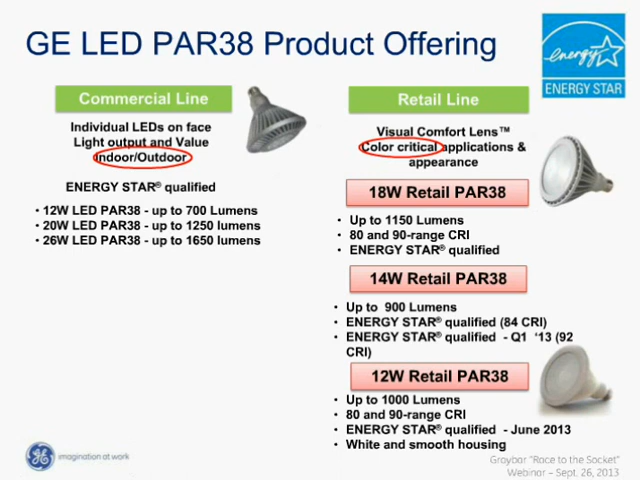 GE LED PAR38 Product Offering
energy
ENERGY STAR
Commercial Line
Individual LEDs on face
Light output and Value
Indoor/Outdoor
ENERGY STAR® qualified
• 12W LED PAR38 - up to 700 Lumens
• 20W LED PAR38 - up to 1250 lumens
• 26W LED PAR38 - up to 1650 lumens
Retail Line
Visual Comfort Lens™
Color critical applications &
appearance
18W Retail PAR38
• Up to 1150 Lumens
• 80 and 90-range CRI
• ENERGY STAR® qualified
14W Retail PAR38
• Up to 900 Lumens
• ENERGY STAR® qualified (84 CRI)
• ENERGY STAR® qualified - Q1 ‘13 (92
CRI)
12W Retail PAR38
• Up to 1000 Lumens
• 80 and 90-range CRI
• ENERGY STAR® qualified - June 2013
• White and smooth housing
GE imagination at work
Graybar "Race to the Socket"
Webinar – Sept. 26, 2013